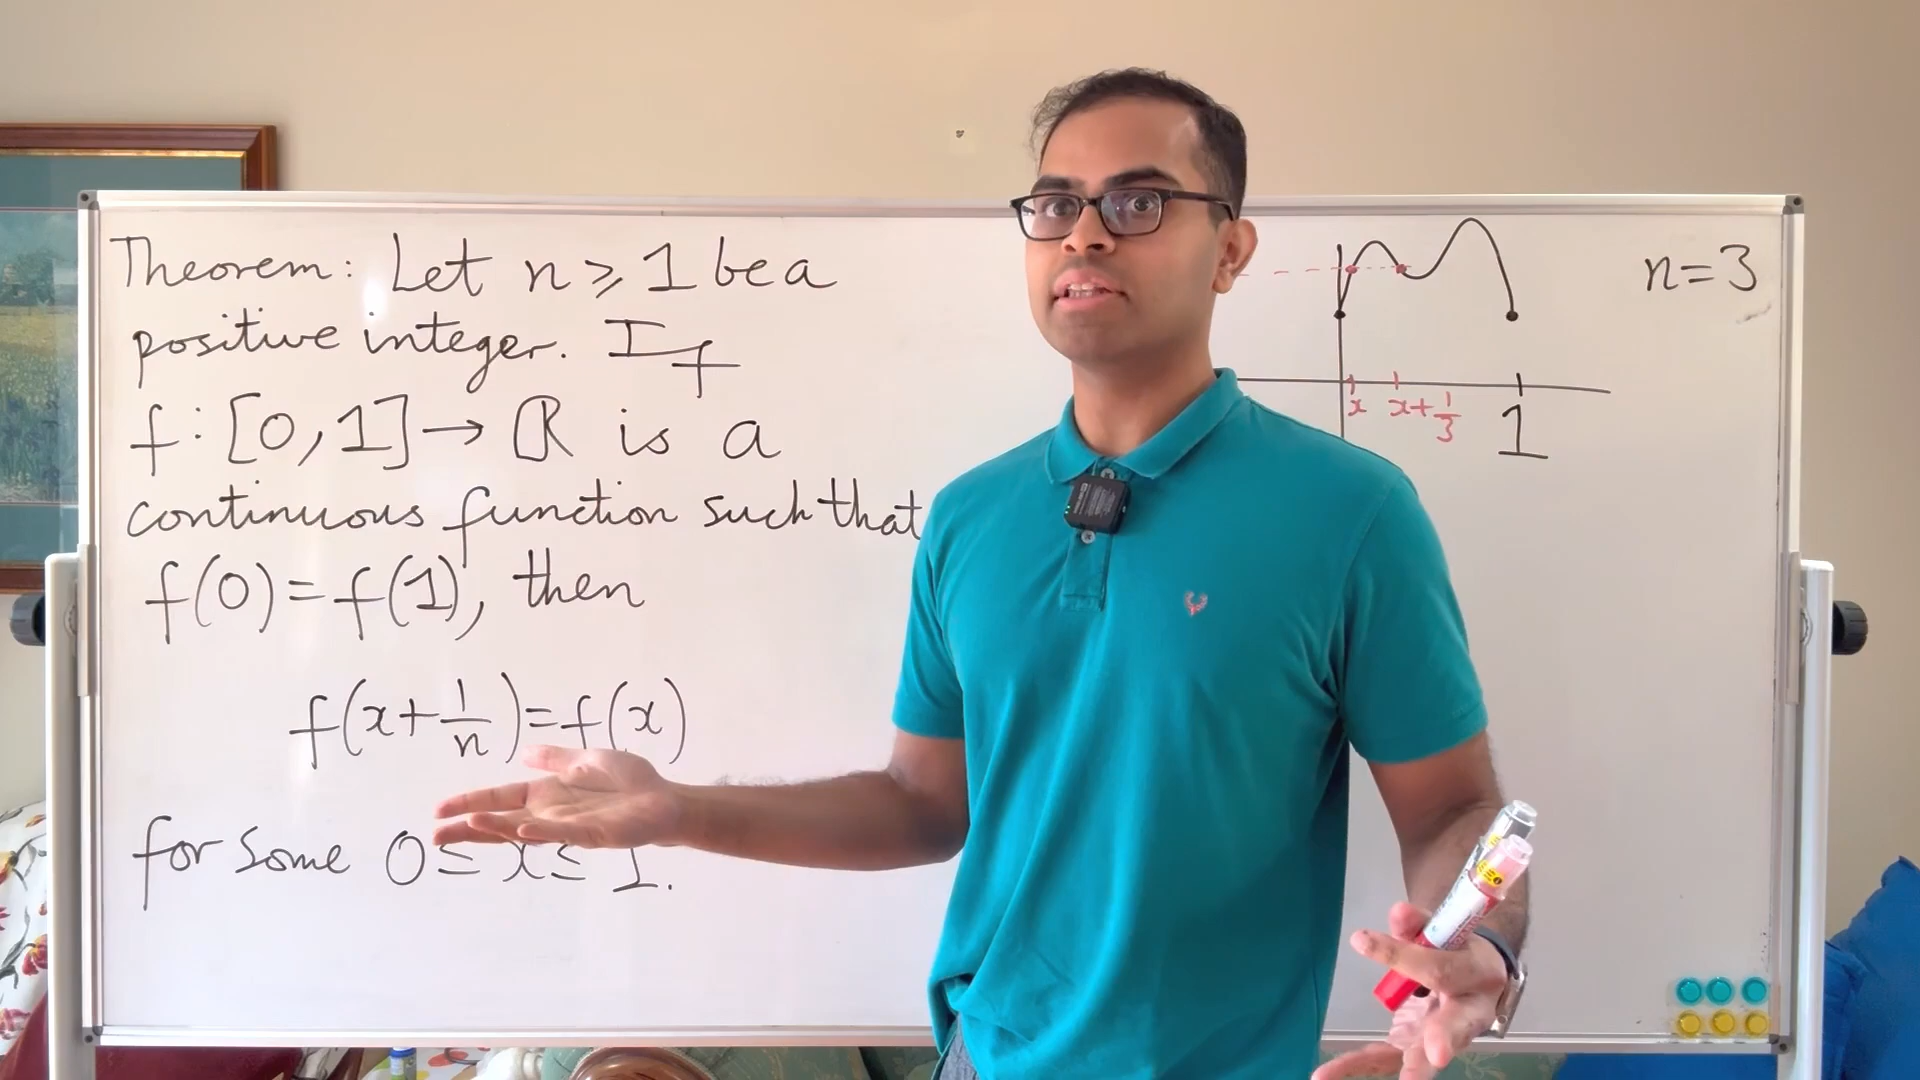 Theorem: Let n ≥ 1 be a
positive integer. If
f: [0,1] → ℝ is a
continuous function such that
f(0) = f(1), then
f(x + 1/n) = f(x)
for some 0 ≤ x ≤ 1.
n = 3
x x + 1/3 1